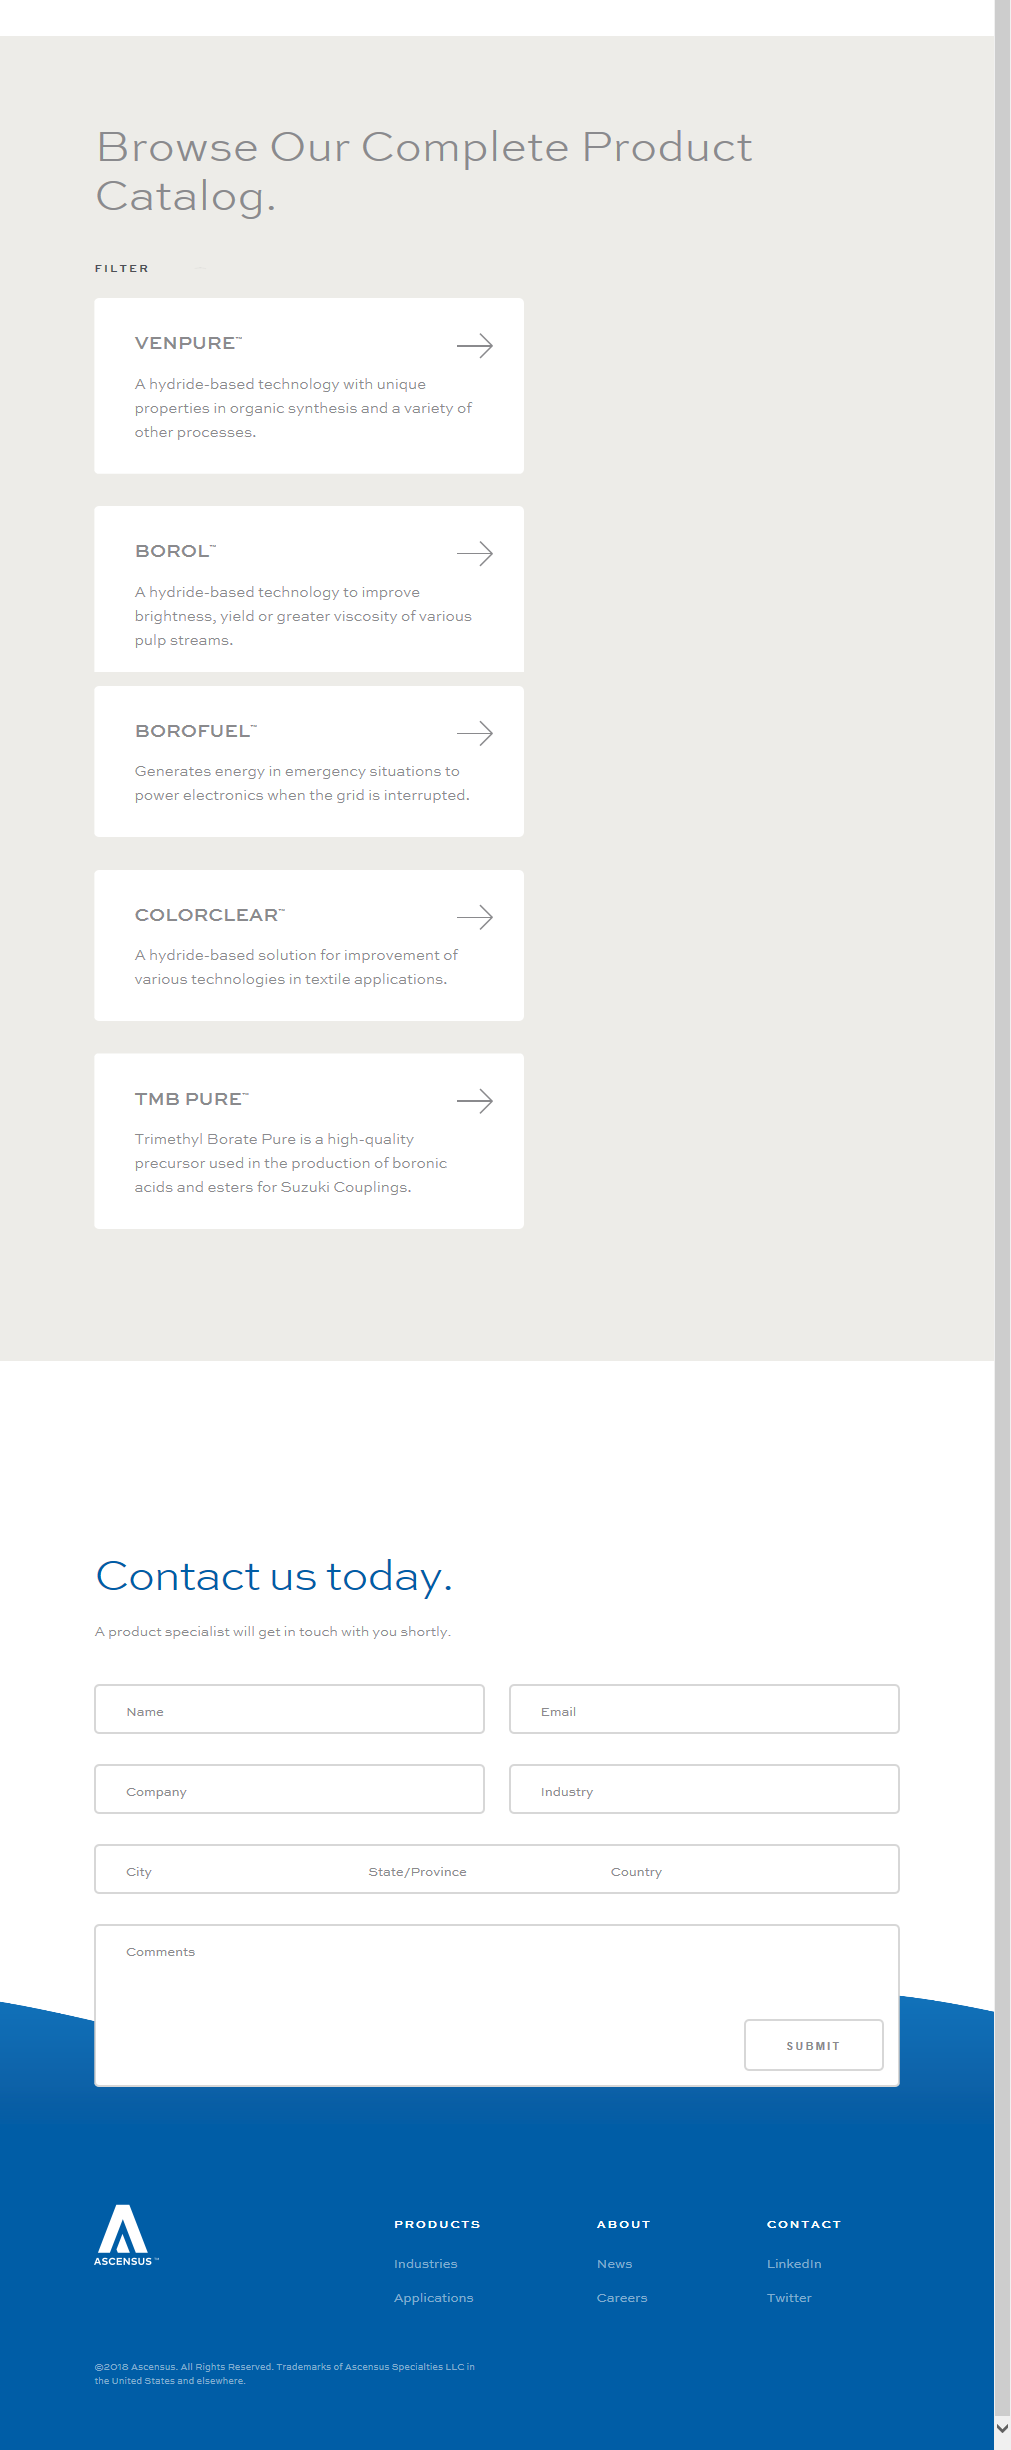 Browse Our Complete Product
Catalog.
FILTER
VENPURE™
A hydride-based technology with unique
properties in organic synthesis and a variety of
other processes.
BOROL™
A hydride-based technology to improve
brightness, yield or greater viscosity of various
pulp streams.
BOROFUEL™
Generates energy in emergency situations to
power electronics when the grid is interrupted.
COLORCLEAR™
A hydride-based solution for improvement of
various technologies in textile applications.
TMB PURE™
Trimethyl Borate Pure is a high-quality
precursor used in the production of boronic
acids and esters for Suzuki Couplings.
Contact us today.
A product specialist will get in touch with you shortly.
Name Email
Company Industry
City State/Province Country
Comments
SUBMIT
ASCENSUS™
PRODUCTS ABOUT CONTACT
Industries News LinkedIn
Applications Careers Twitter
©2018 Ascensus. All Rights Reserved. Trademarks of Ascensus Specialties LLC in
the United States and elsewhere.